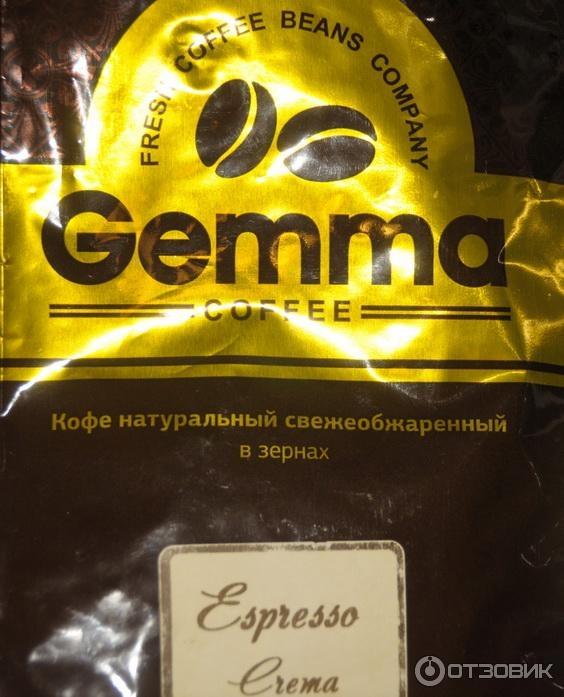 FRESH COFFEE BEANS COMPANY
Gemma
COFFEE
Кофе натуральный свежеобжаренный
в зернах
Espresso
Crema
ОТЗОВИК